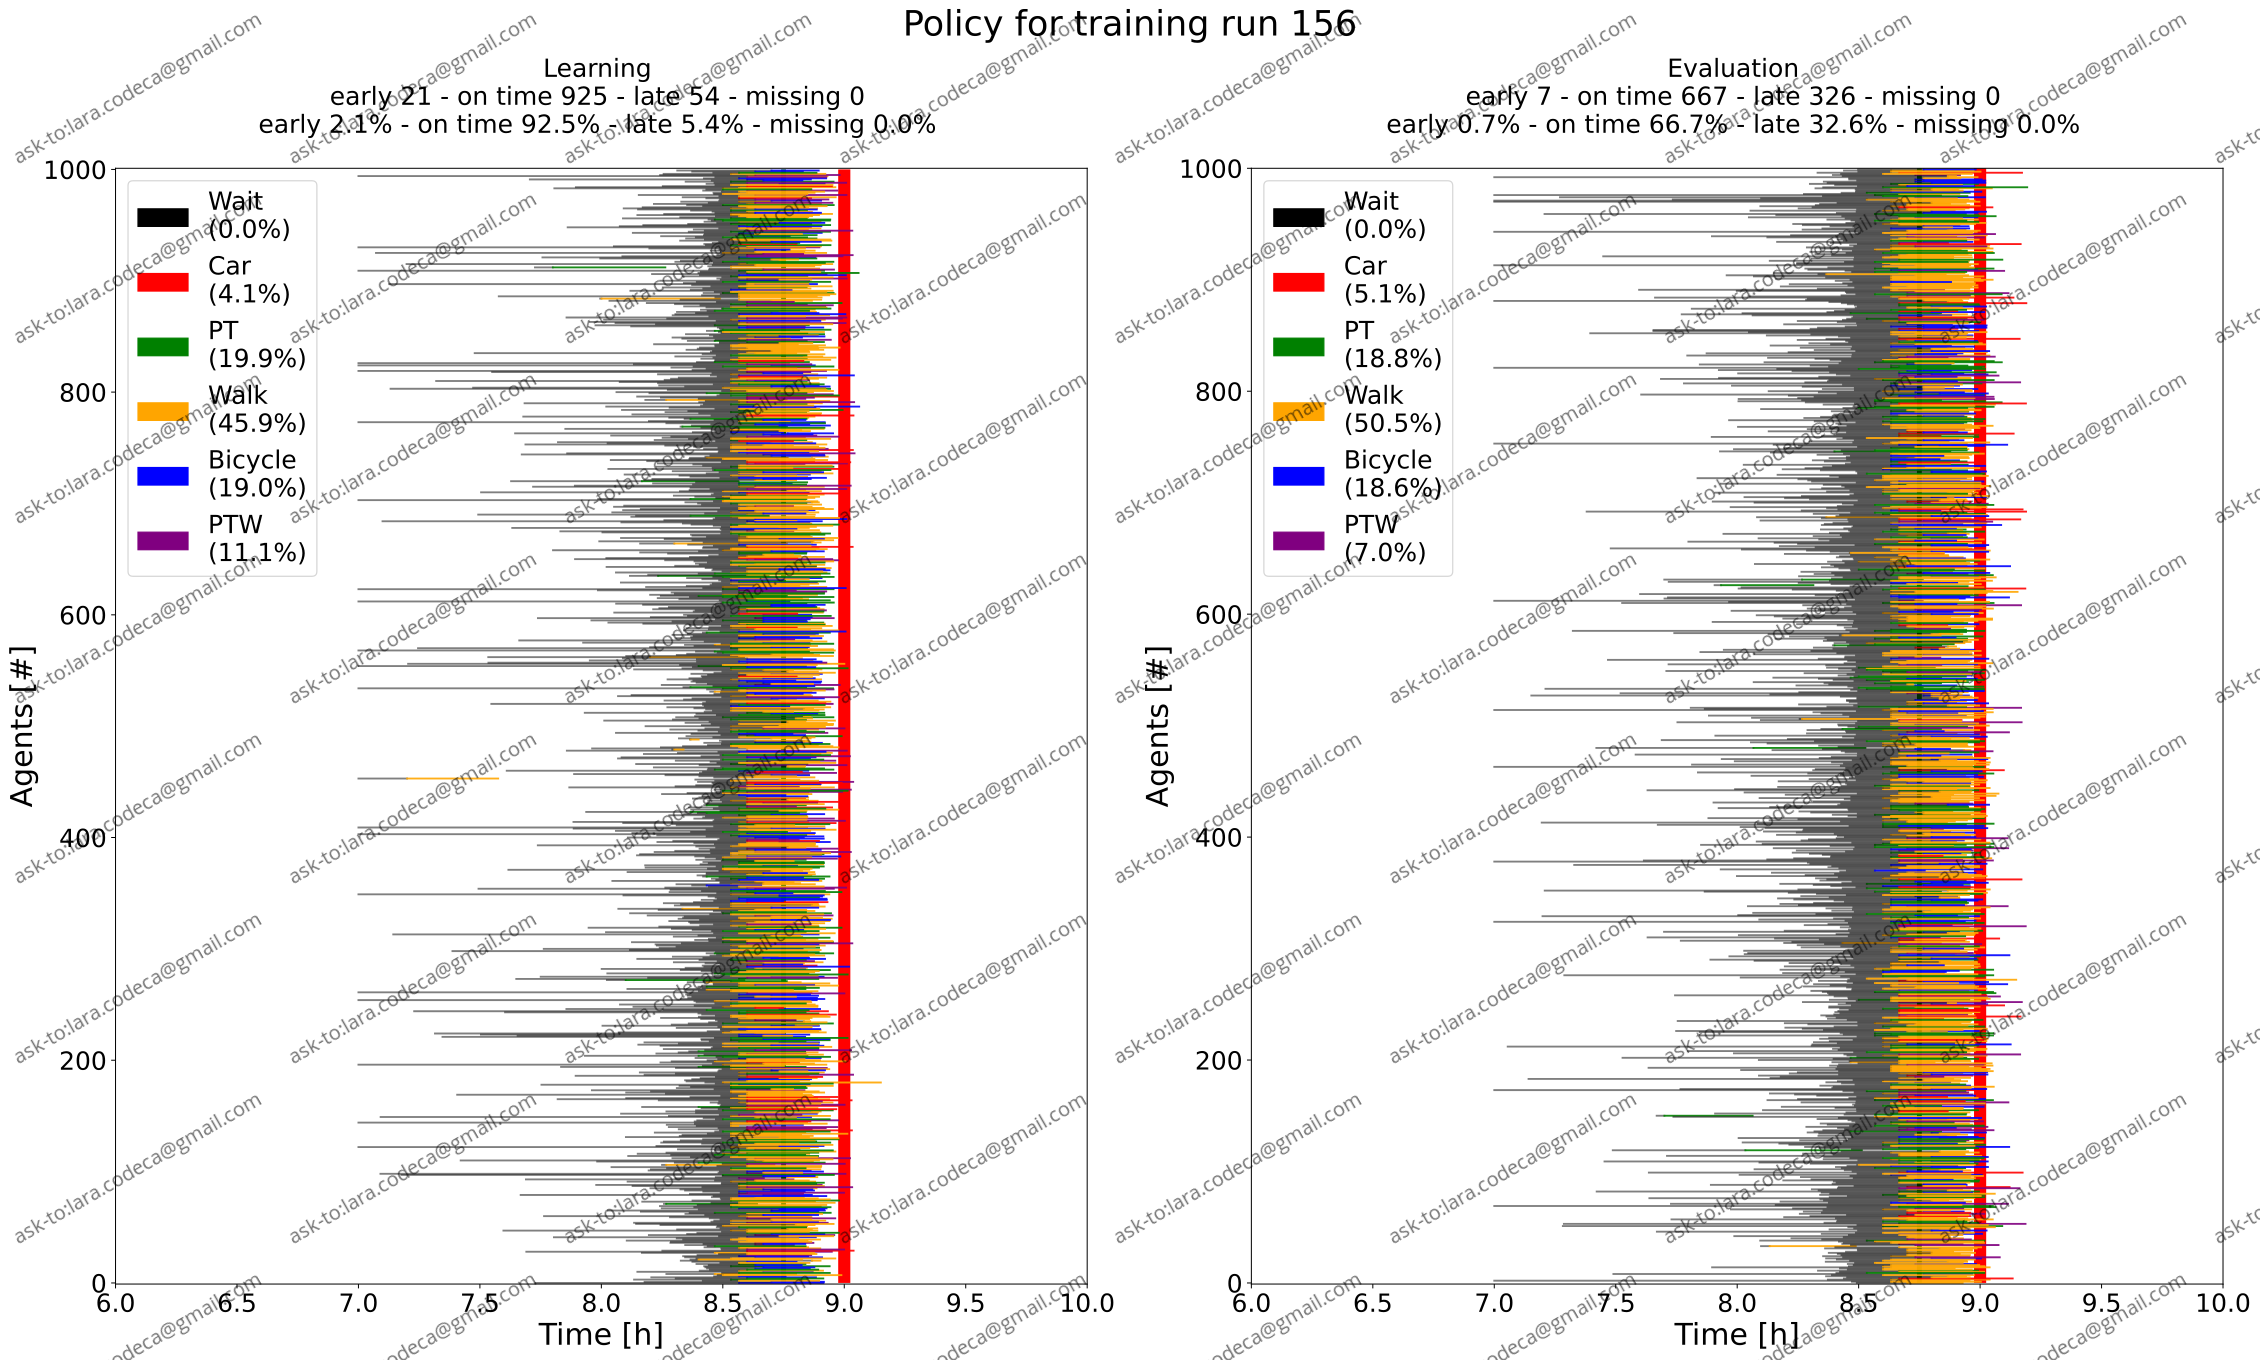 Policy for training run 156
Learning
early 21 - on time 925 - late 54 - missing 0
early 2.1% - on time 92.5% - late 5.4% - missing 0.0%
1000
800
600
400
200
0
Agents [#]
Wait
(0.0%)
Car
(4.1%)
PT
(19.9%)
Walk
(45.9%)
Bicycle
(19.0%)
PTW
(11.1%)
6.0 6.5 7.0 7.5 8.0 8.5 9.0 9.5 10.0
Time [h]
Evaluation
early 7 - on time 667 - late 326 - missing 0
early 0.7% - on time 66.7% - late 32.6% - missing 0.0%
1000
800
600
400
200
0
Agents [#]
Wait
(0.0%)
Car
(5.1%)
PT
(18.8%)
Walk
(50.5%)
Bicycle
(18.6%)
PTW
(7.0%)
6.0 6.5 7.0 7.5 8.0 8.5 9.0 9.5 10.0
Time [h]
ask-to:lara.codeca@gmail.com